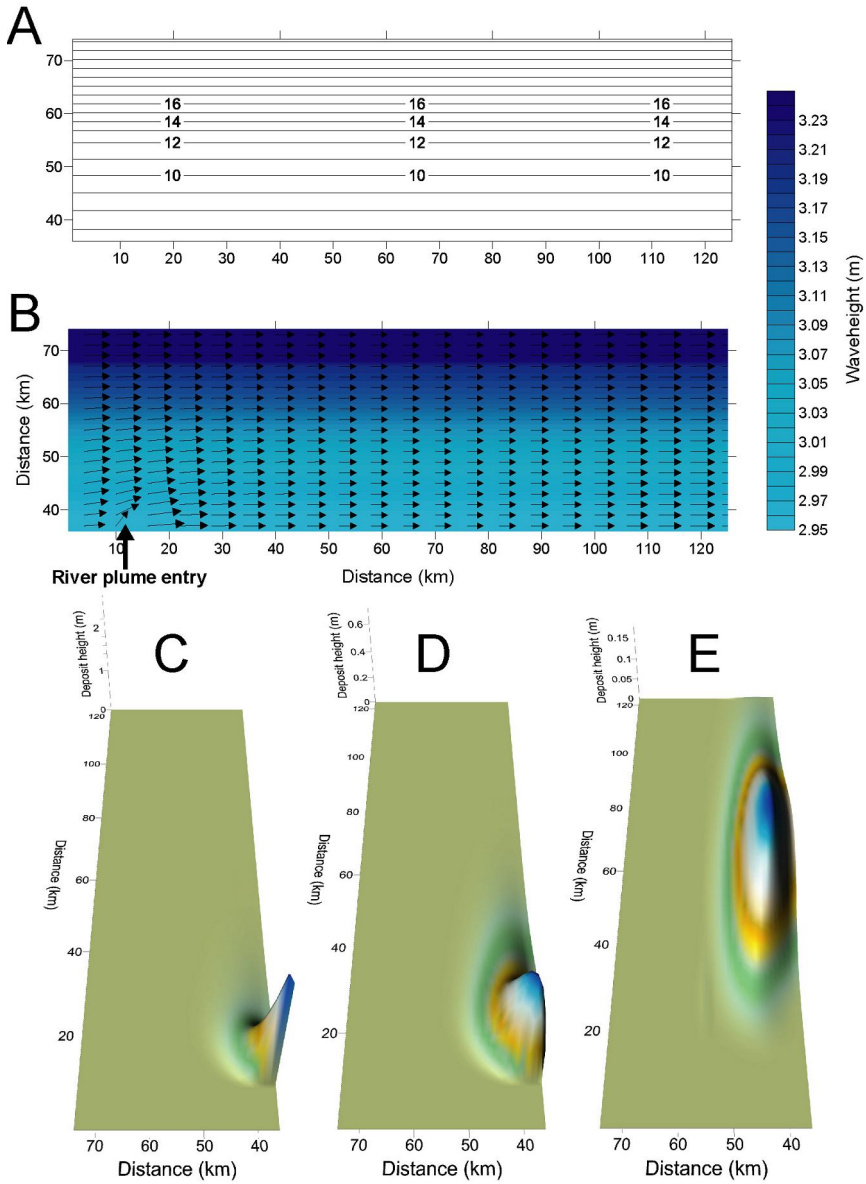 A
70
60
50
40
16 16 16
14 14 14
12 12 12
10 10 10
10 20 30 40 50 60 70 80 90 100 110 120
3.23
3.21
3.19
3.17
3.15
3.13
3.11
3.09
3.07
3.05
3.03
3.01
2.99
2.97
2.95
Waveheight (m)
B
Distance (km)
70
60
50
40
10 20 30 40 50 60 70 80 90 100 110 120
River plume entry
Distance (km)
C
Deposit height (m)
2
1
0
120
100
80
60
40
20
Distance (km)
70 60 50 40
Distance (km)
D
Deposit height (m)
0.6
0.4
0.2
0
120
100
80
60
40
20
Distance (km)
70 60 50 40
Distance (km)
E
Deposit height (m)
0.15
0.1
0.05
0
120
100
80
60
40
20
Distance (km)
70 60 50 40
Distance (km)